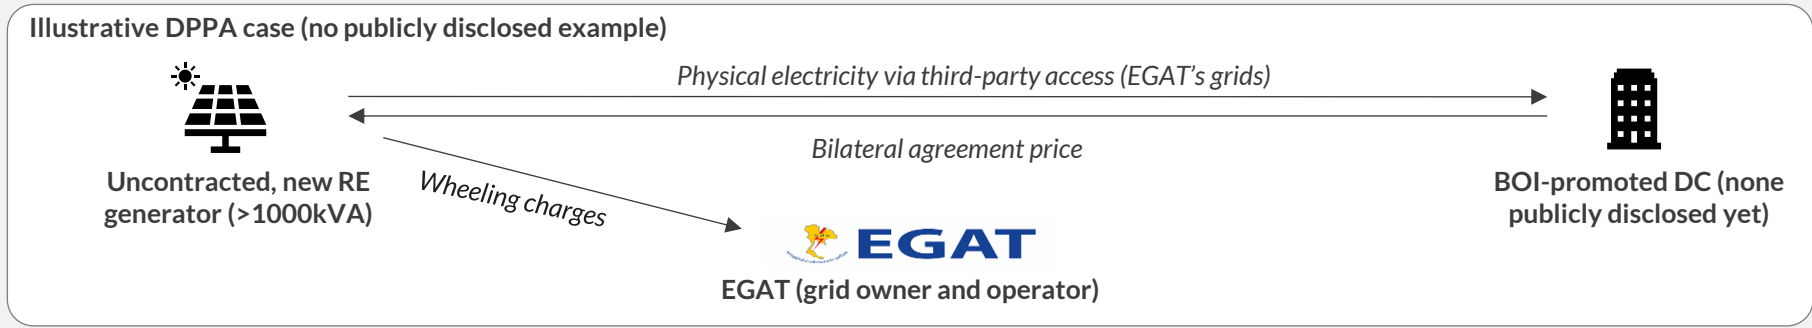 Illustrative DPPA case (no publicly disclosed example)
Physical electricity via third-party access (EGAT's grids)
Bilateral agreement price
Uncontracted, new RE
generator (>1000kVA)
Wheeling charges
BOI-promoted DC (none
publicly disclosed yet)
EGAT
EGAT (grid owner and operator)